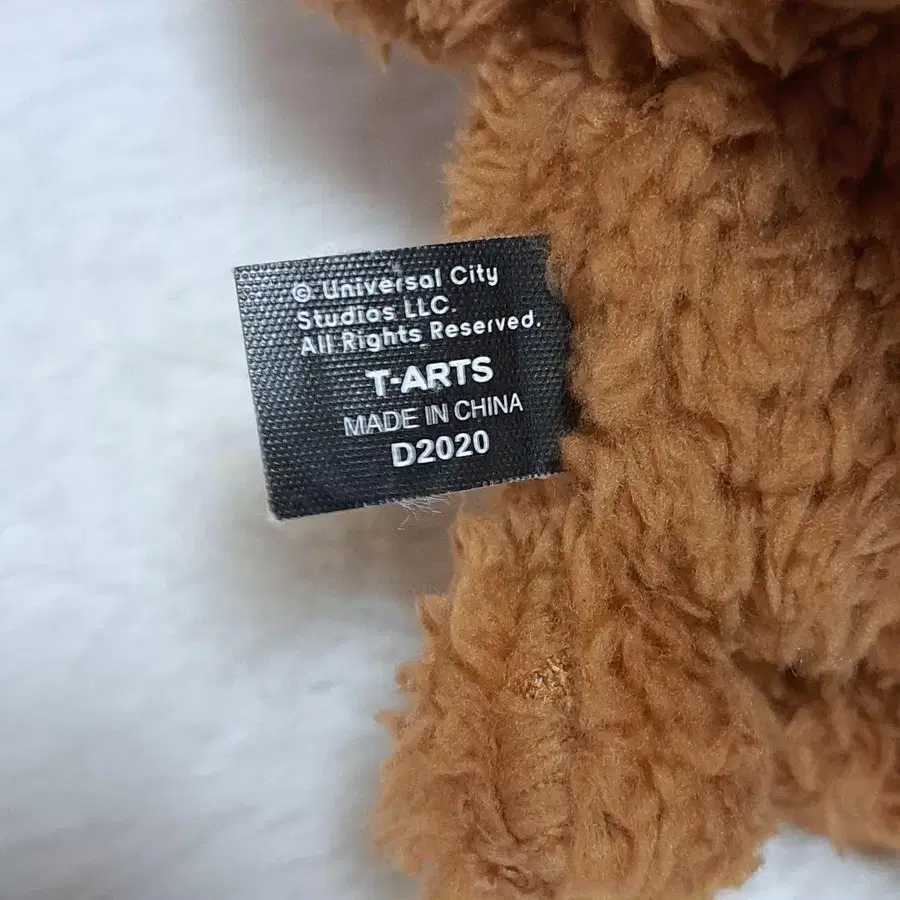 © Universal City
Studios LLC.
All Rights Reserved.
T-ARTS
MADE IN CHINA
D2020